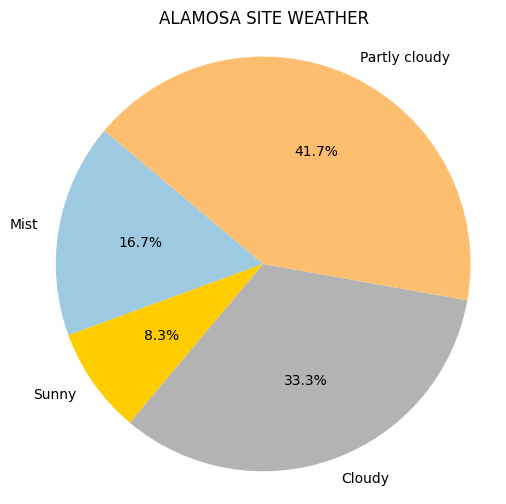 ALAMOSA SITE WEATHER
Partly cloudy
41.7%
Mist
16.7%
8.3%
Sunny
33.3%
Cloudy